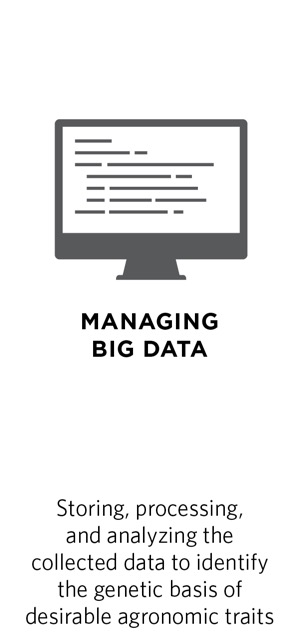 MANAGING
BIG DATA
Storing, processing,
and analyzing the
collected data to identify
the genetic basis of
desirable agronomic traits